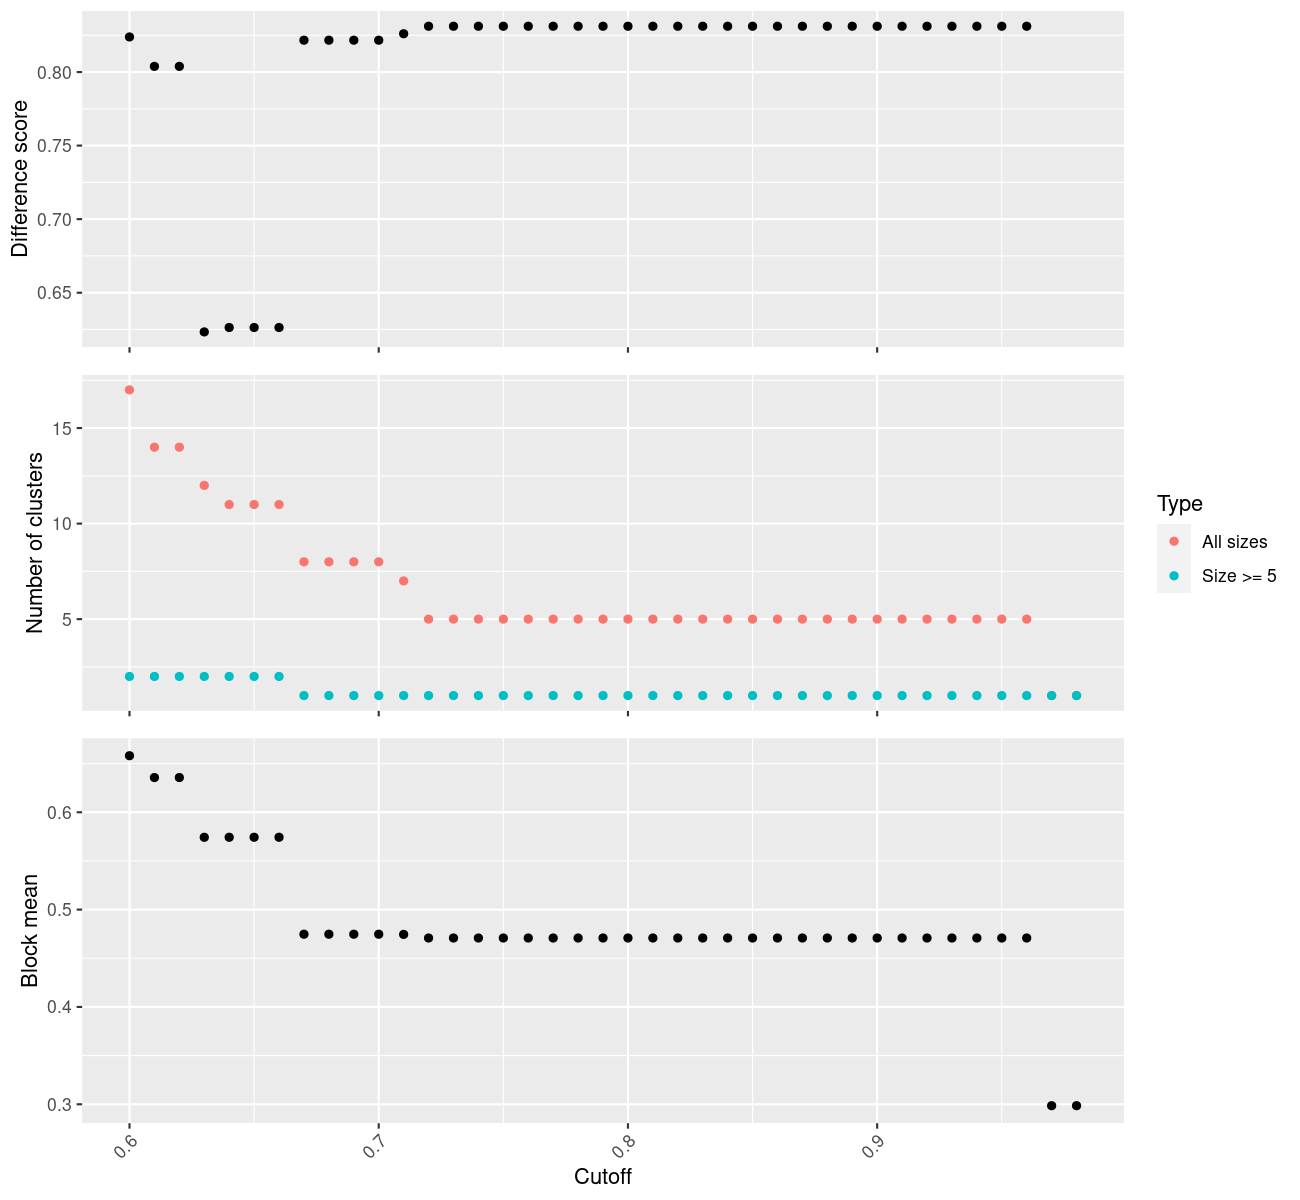 Difference score
0.80
0.75
0.70
0.65
Number of clusters
15
10
5
Type
All sizes
Size >= 5
Block mean
0.6
0.5
0.4
0.3
0.6
0.7
0.8
0.9
Cutoff